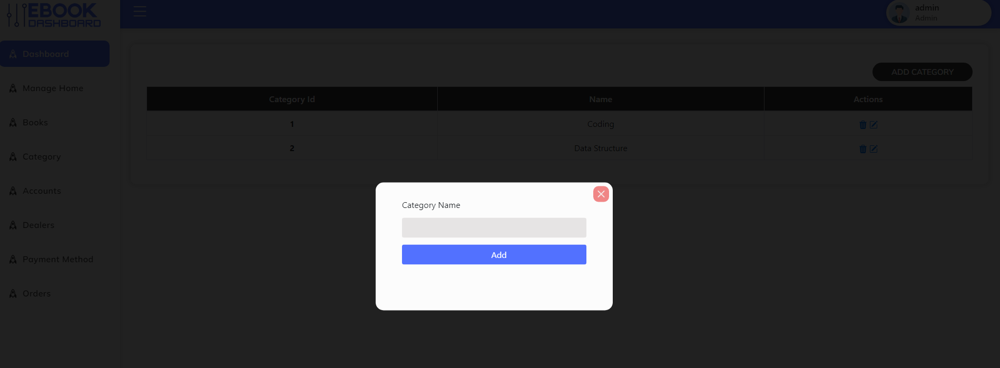 EBOOK
DASHBOARD
admin
Admin
Dashboard
Manage Home
Books
Category
Accounts
Dealers
Payment Method
Orders
ADD CATEGORY
Category Id Name Actions
1 Coding
2 Data Structure
Category Name
Add